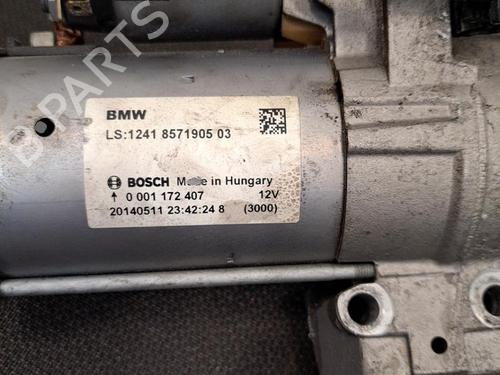 BMW
LS:1241 8571905 03
BOSCH Made in Hungary
0 001 172 407 12V
20140511 23:42:24 8 (3000)
B-PARTS